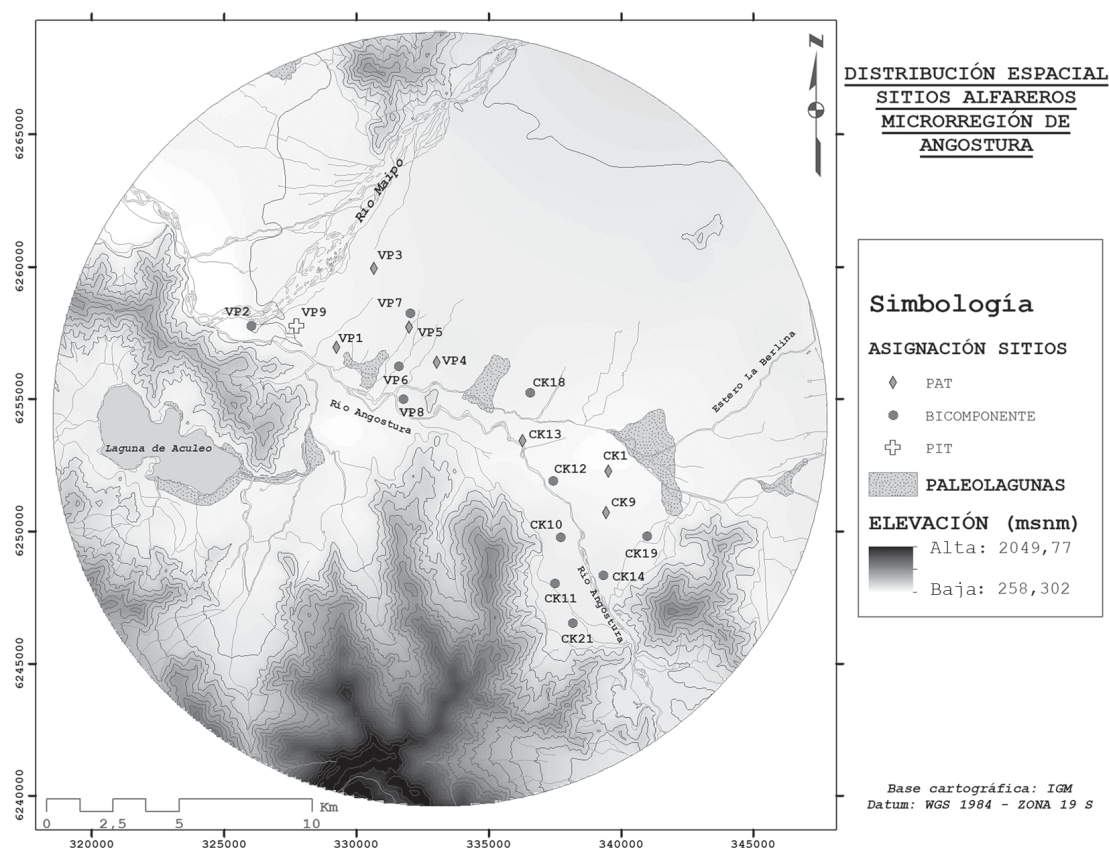 DISTRIBUCIÓN ESPACIAL
SITIOS ALFAREROS
MICRORREGIÓN DE
ANGOSTURA
N
Río Maipo
VP3
VP2
VP9
VP7
VP5
VP1
VP4
VP6
VP8
Río Angostura
CK18
Estero La Berlina
CK13
Laguna de Aculeo
CK1
CK12
CK9
CK10
CK19
CK14
CK11
Río Angostura
CK21
Simbología
ASIGNACIÓN SITIOS
PAT
BICOMPONENTE
PIT
PALEOLAGUNAS
ELEVACIÓN (msnm)
Alta: 2049,77
Baja: 258,302
Base cartográfica: IGM
Datum: WGS 1984 - ZONA 19 S
6265000
6260000
6255000
6250000
6245000
6240000
Km
0 2,5 5 10
320000 325000 330000 335000 340000 345000